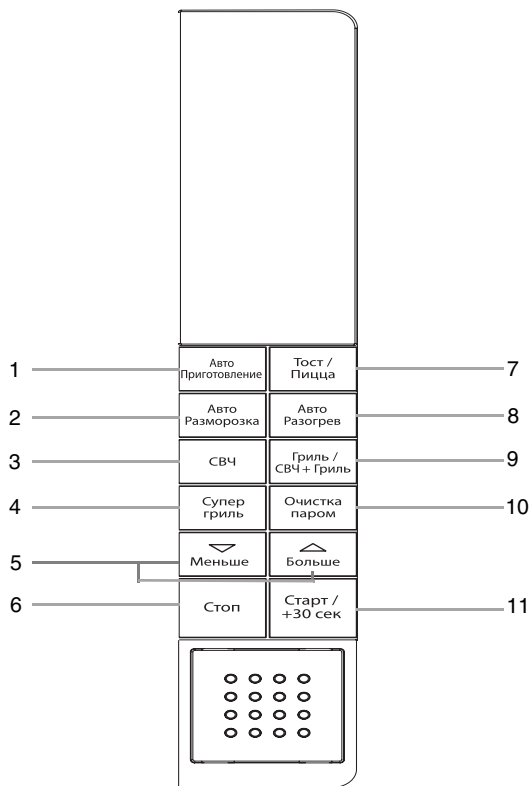 1
Авто
Приготовление
Тост /
Пицца
7
2
Авто
Разморозка
Авто
Разогрев
8
3
СВЧ
Гриль /
СВЧ + Гриль
9
4
Супер
гриль
Очистка
паром
10
5
Меньше
Больше
6
Стоп
Старт /
+30 сек
11